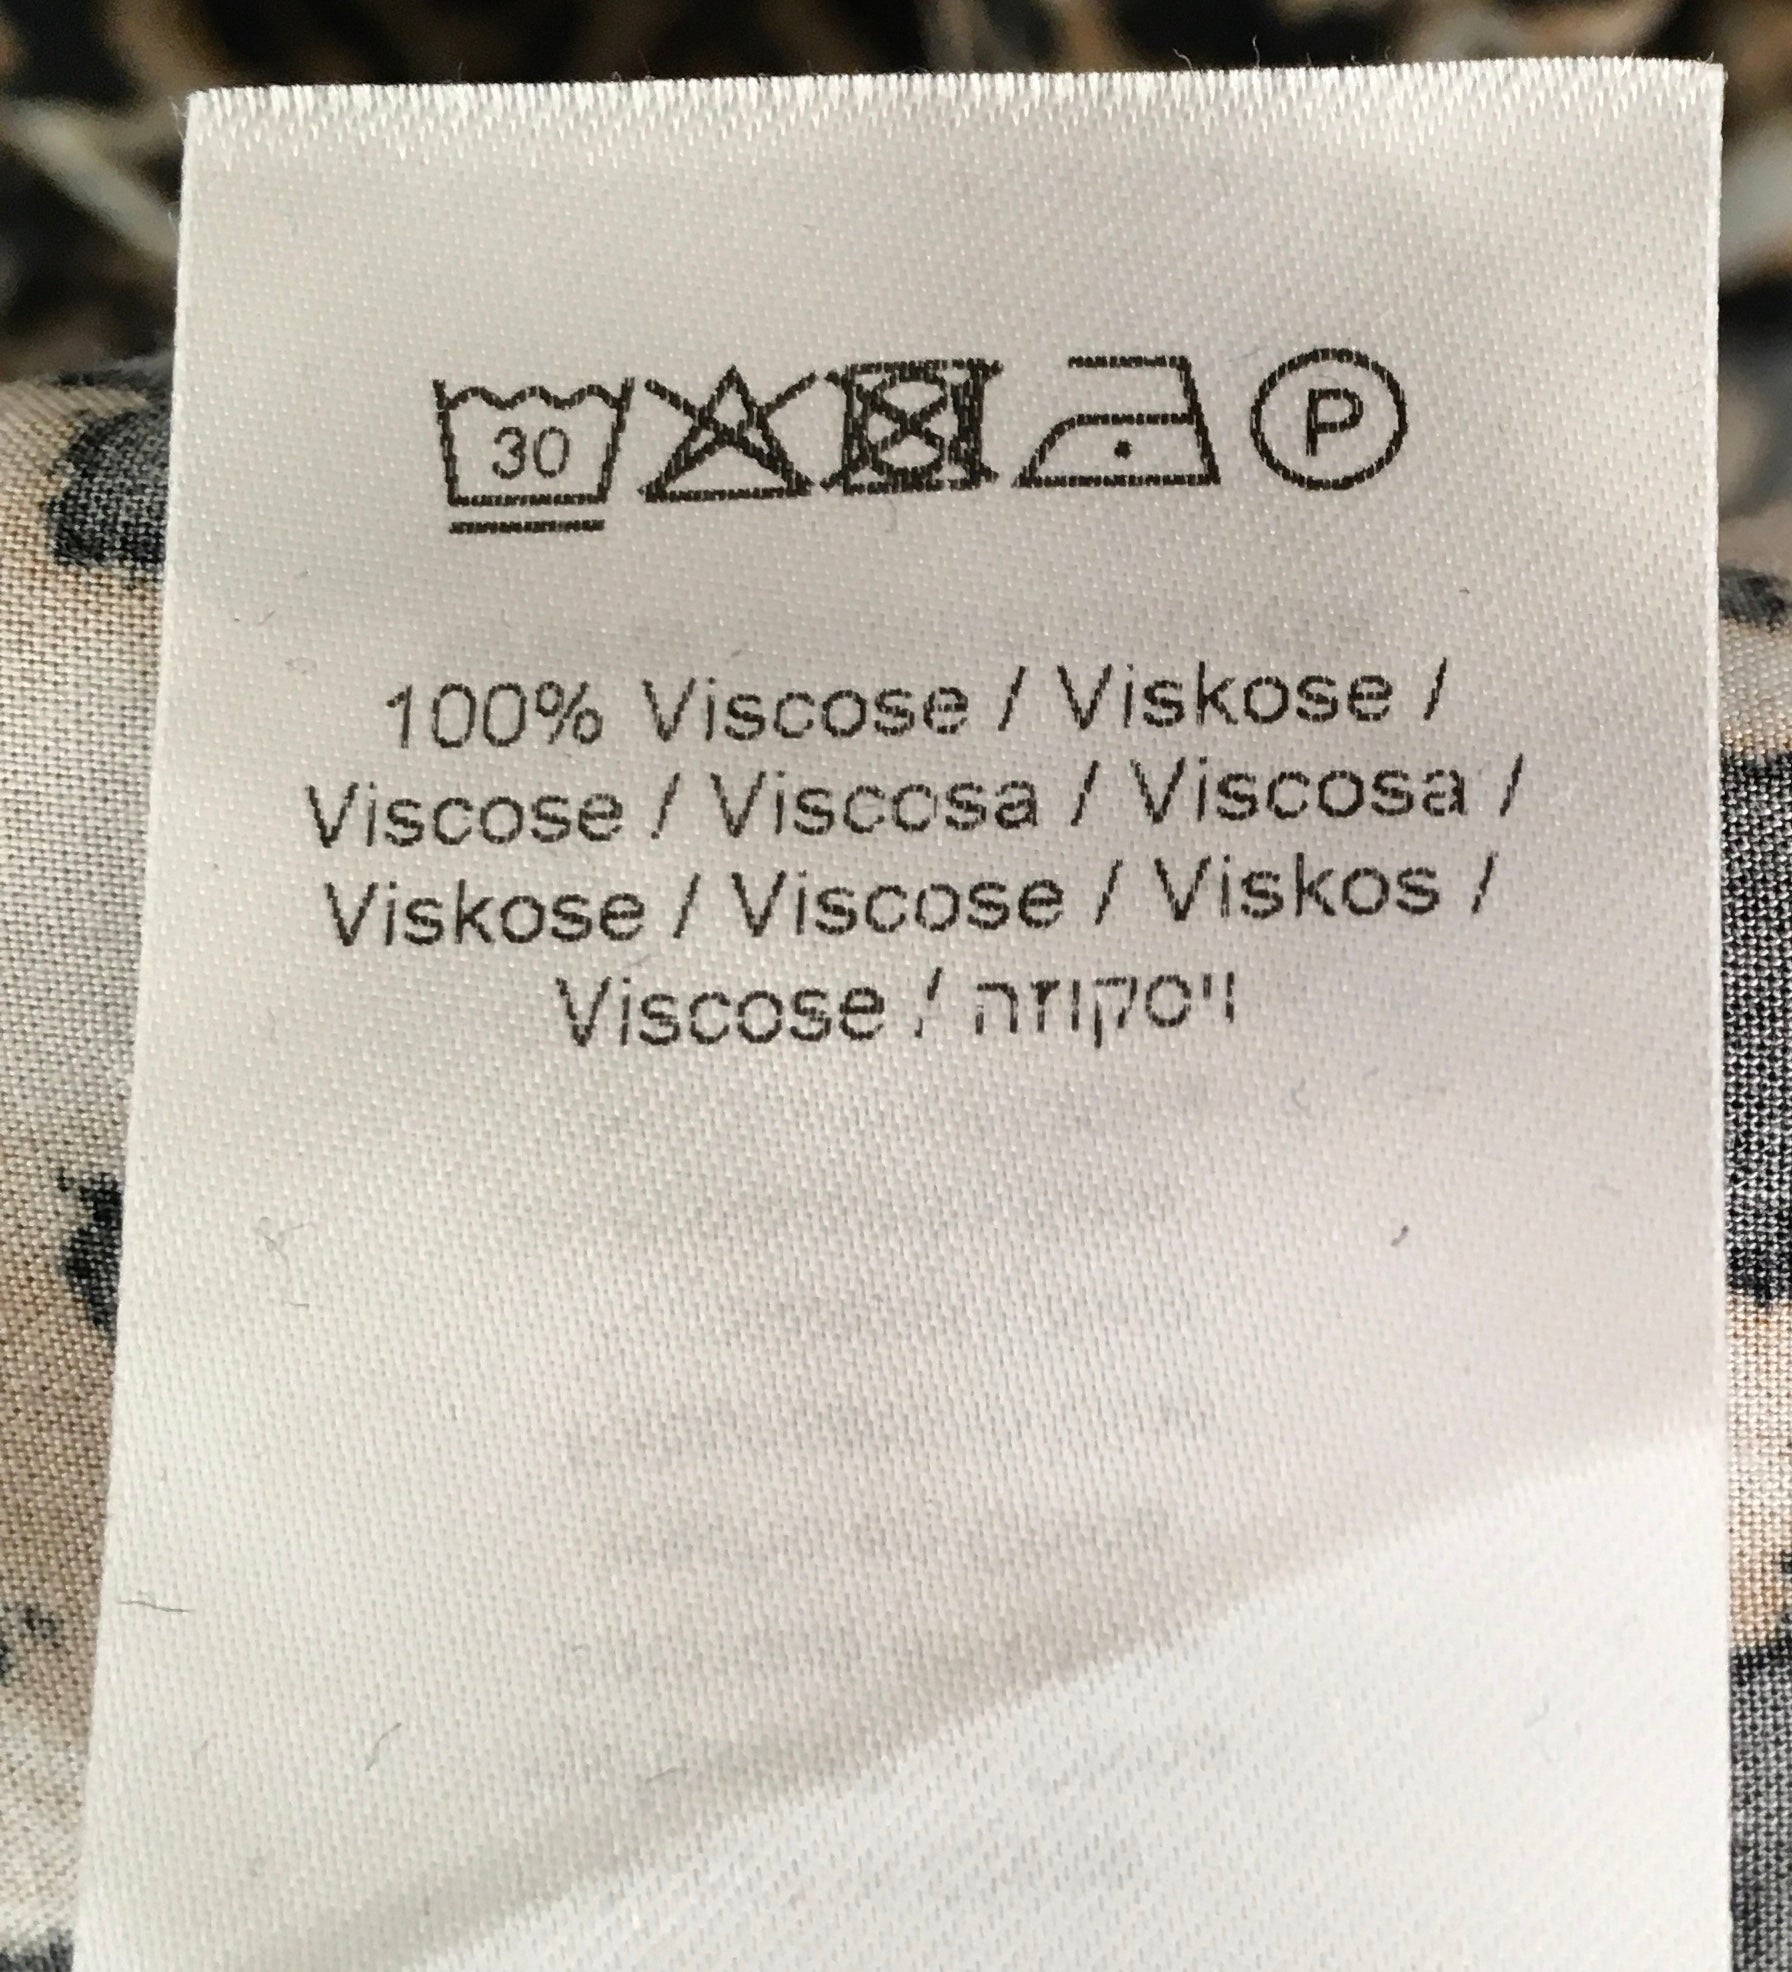 30 P
100% Viscose / Viskose /
Viscose / Viscosa / Viscosa /
Viskose / Viscose / Viskos /
Viscose / ויסקוזה